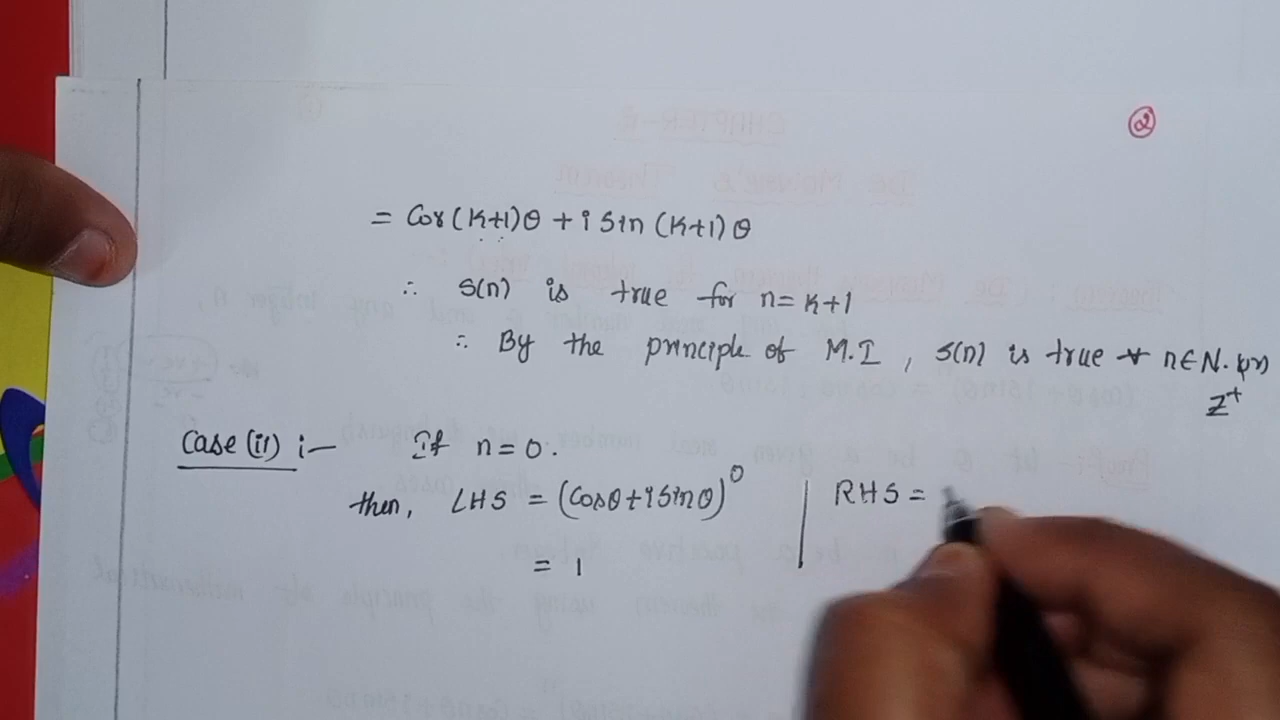 ②
= Cos(K+1)θ + i sin (K+1) θ
∴ S(n) is true for n = K+1
∴ By the principle of M.I, S(n) is true ∀ n∈N. (or)
Z⁺
Case (ii) :- If n = 0.
then, LHS = (Cosθ + i Sinθ)⁰ | RHS =
= 1